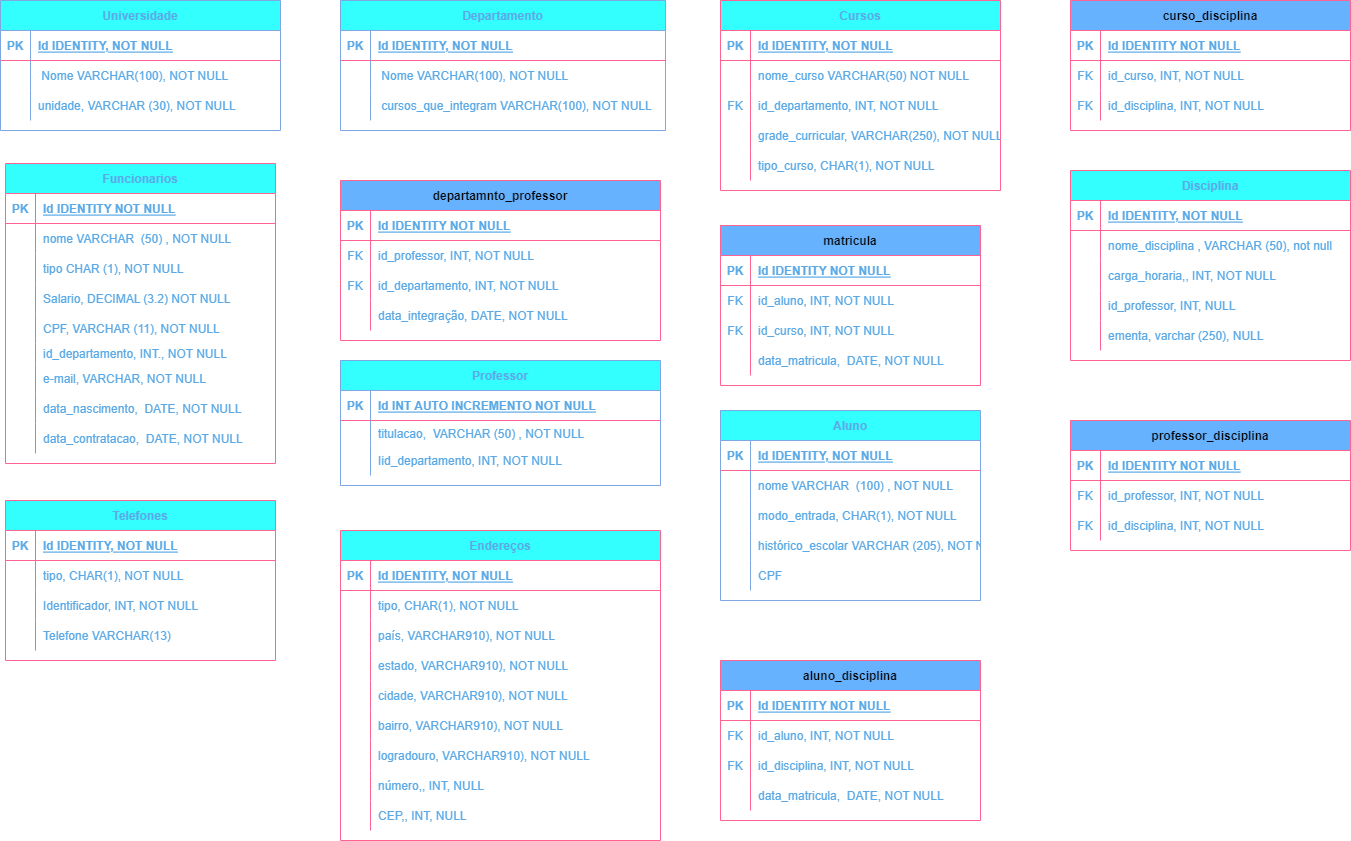 Universidade
PK Id IDENTITY, NOT NULL
Nome VARCHAR(100), NOT NULL
unidade, VARCHAR (30), NOT NULL
Funcionarios
PK Id IDENTITY NOT NULL
nome VARCHAR (50) , NOT NULL
tipo CHAR (1), NOT NULL
Salario, DECIMAL (3.2) NOT NULL
CPF, VARCHAR (11), NOT NULL
id_departamento, INT., NOT NULL
e-mail, VARCHAR, NOT NULL
data_nascimento, DATE, NOT NULL
data_contratacao, DATE, NOT NULL
Telefones
PK Id IDENTITY, NOT NULL
tipo, CHAR(1), NOT NULL
Identificador, INT, NOT NULL
Telefone VARCHAR(13)
Departamento
PK Id IDENTITY, NOT NULL
Nome VARCHAR(100), NOT NULL
cursos_que_integram VARCHAR(100), NOT NULL
departamnto_professor
PK Id IDENTITY NOT NULL
FK id_professor, INT, NOT NULL
FK id_departamento, INT, NOT NULL
data_integração, DATE, NOT NULL
Professor
PK Id INT AUTO INCREMENTO NOT NULL
titulacao, VARCHAR (50) , NOT NULL
Iid_departamento, INT, NOT NULL
Endereços
PK Id IDENTITY, NOT NULL
tipo, CHAR(1), NOT NULL
país, VARCHAR910), NOT NULL
estado, VARCHAR910), NOT NULL
cidade, VARCHAR910), NOT NULL
bairro, VARCHAR910), NOT NULL
logradouro, VARCHAR910), NOT NULL
número,, INT, NULL
CEP,, INT, NULL
Cursos
PK Id IDENTITY, NOT NULL
nome_curso VARCHAR(50) NOT NULL
FK id_departamento, INT, NOT NULL
grade_curricular, VARCHAR(250), NOT NULL
tipo_curso, CHAR(1), NOT NULL
matricula
PK Id IDENTITY NOT NULL
FK id_aluno, INT, NOT NULL
FK id_curso, INT, NOT NULL
data_matricula, DATE, NOT NULL
Aluno
PK Id IDENTITY, NOT NULL
nome VARCHAR (100) , NOT NULL
modo_entrada, CHAR(1), NOT NULL
històrico_escolar VARCHAR (205), NOT N
CPF
aluno_disciplina
PK Id IDENTITY NOT NULL
FK id_aluno, INT, NOT NULL
FK id_disciplina, INT, NOT NULL
data_matricula, DATE, NOT NULL
curso_disciplina
PK Id IDENTITY NOT NULL
FK id_curso, INT, NOT NULL
FK id_disciplina, INT, NOT NULL
Disciplina
PK Id IDENTITY, NOT NULL
nome_disciplina , VARCHAR (50), not null
carga_horaria,, INT, NOT NULL
id_professor, INT, NULL
ementa, varchar (250), NULL
professor_disciplina
PK Id IDENTITY NOT NULL
FK id_professor, INT, NOT NULL
FK id_disciplina, INT, NOT NULL